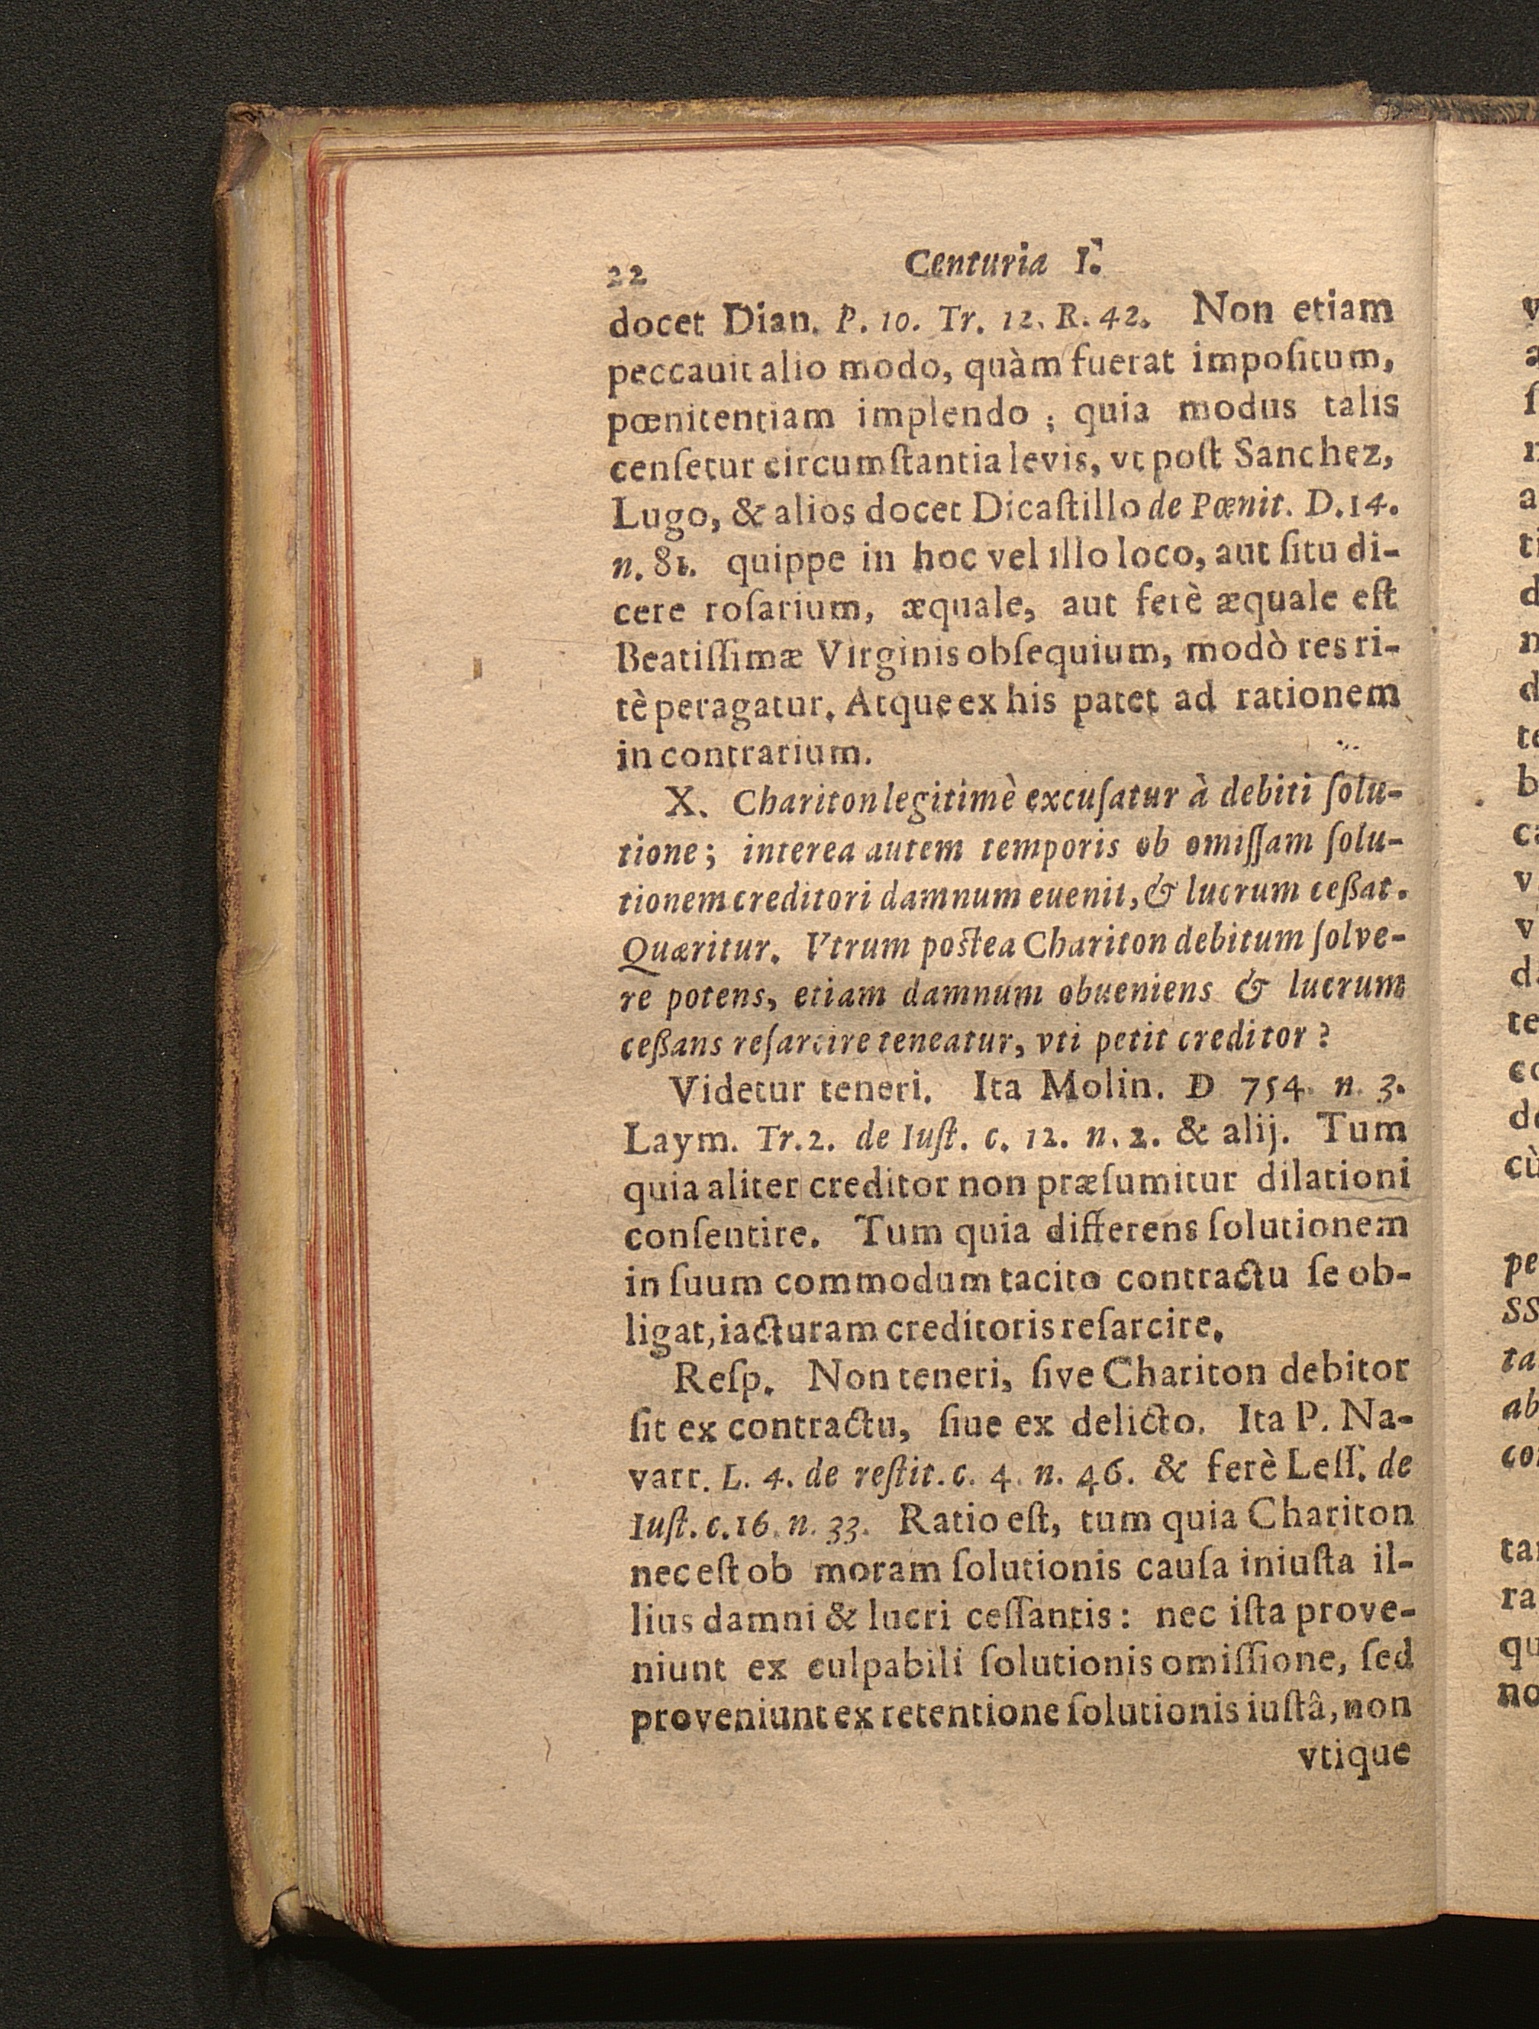 22 Centuria I.
docet Dian. P. 10. Tr. 12. R. 42. Non etiam
peccauit alio modo, quàm fuerat impoſitum,
pœnitentiam implendo ; quia modus talis
cenſetur circumſtantia levis, vt poſt Sanchez,
Lugo, & alios docet Dicaſtillo de Pœnit. D. 14.
n. 81. quippe in hoc vel illo loco, aut ſitu di-
cere roſarium, æquale, aut ferè æquale eſt
Beatiſſimæ Virginis obſequium, modò res ri-
tè peragatur. Atque ex his patet ad rationem
in contrarium.
X. Chariton legitimè excuſatur à debiti ſolu-
tione; interea autem temporis ob omiſſam ſolu-
tionem creditori damnum euenit, & lucrum ceßat.
Quæritur. Vtrum poſtea Chariton debitum ſolve-
re potens, etiam damnum obueniens & lucrum
ceßans reſarcire teneatur, vti petit creditor ?
Videtur teneri. Ita Molin. D 754. n. 3.
Laym. Tr. 2. de Iuſt. c. 12. n. 2. & alij. Tum
quia aliter creditor non præſumitur dilationi
conſentire. Tum quia differens ſolutionem
in ſuum commodum tacito contractu ſe ob-
ligat, iacturam creditoris reſarcire.
Reſp. Non teneri, ſive Chariton debitor
ſit ex contractu, ſiue ex delicto. Ita P. Na-
varr. L. 4. de reſtit. c. 4. n. 46. & ferè Leſſ. de
Iuſt. c. 16. n. 33. Ratio eſt, tum quia Chariton
nec eſt ob moram ſolutionis cauſa iniuſta il-
lius damni & lucri ceſſantis: nec iſta prove-
niunt ex culpabili ſolutionis omiſſione, ſed
proveniunt ex retentione ſolutionis iuſtâ, non
vtique